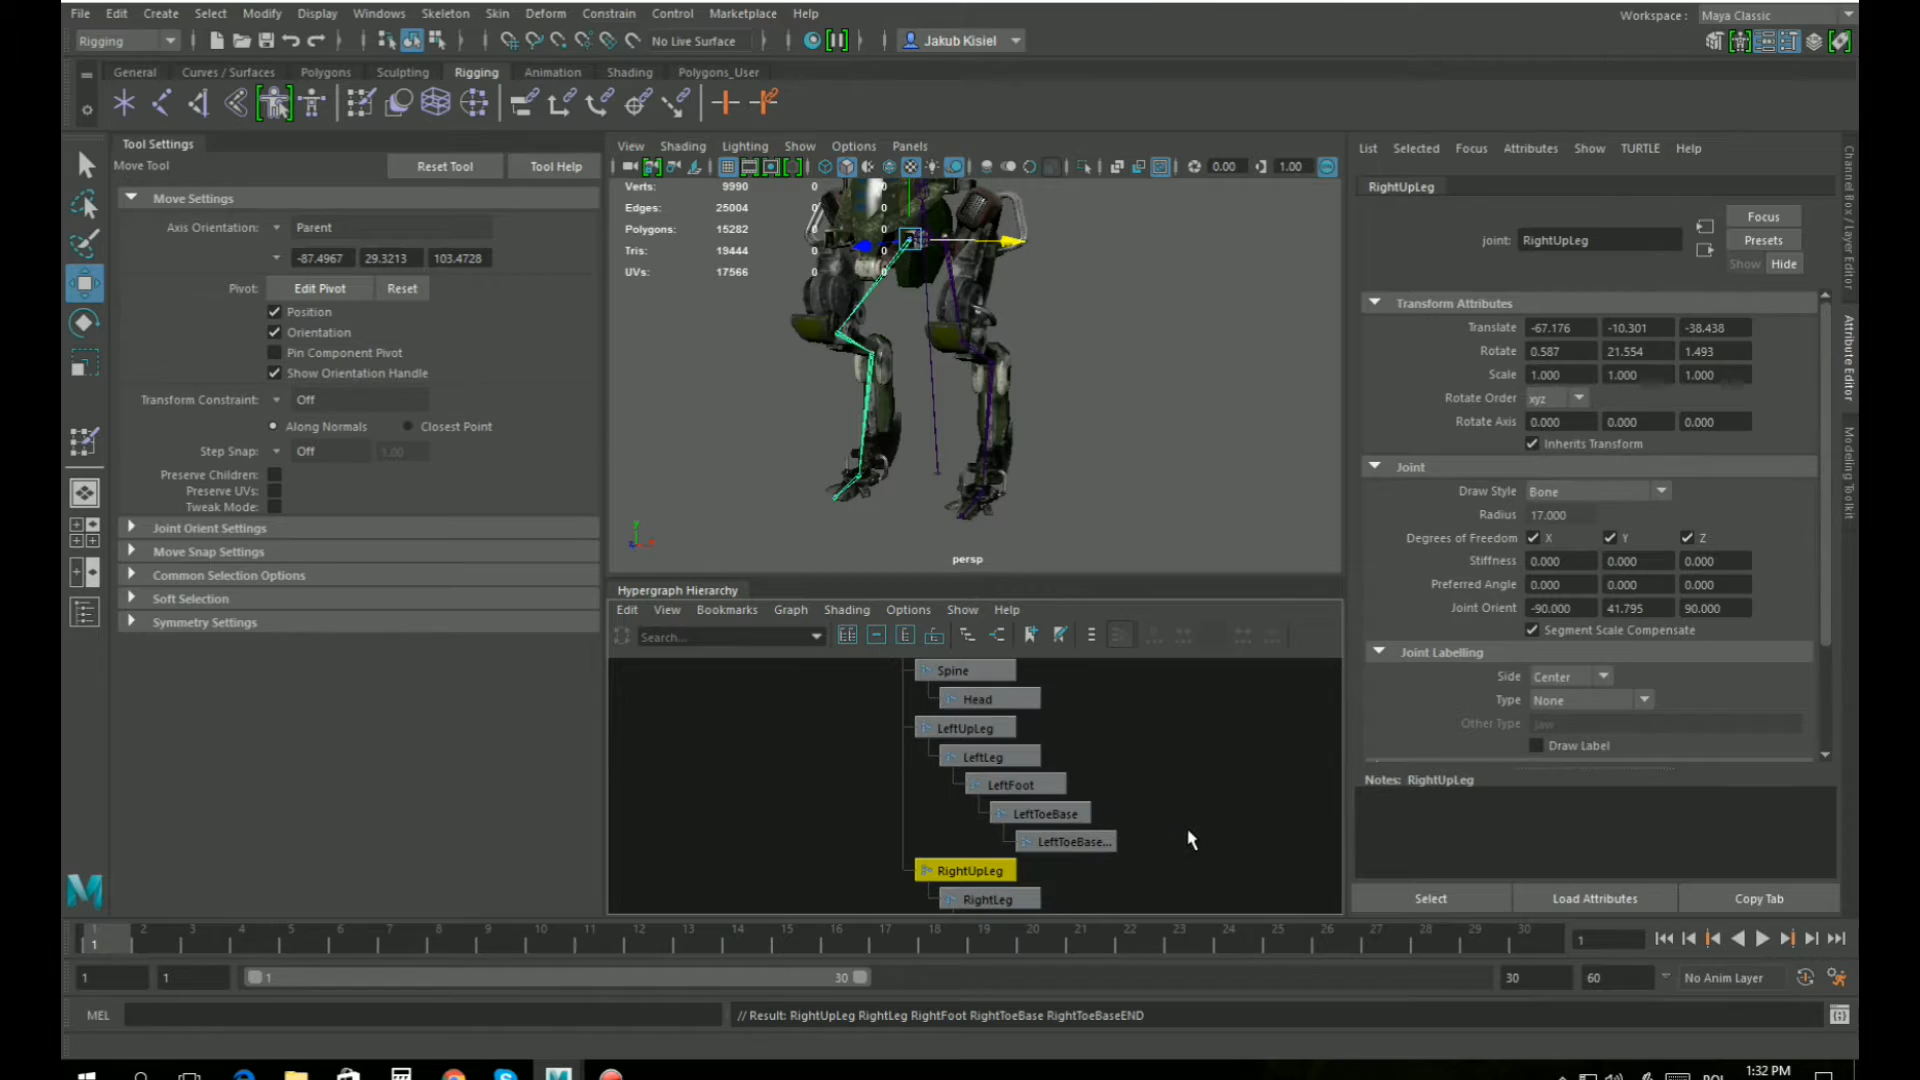 File Edit Create Select Modify Display Windows Skeleton Skin Deform Constrain Control Marketplace Help
Workspace : Maya Classic
Rigging No Live Surface Jakub Kisiel
General Curves / Surfaces Polygons Sculpting Rigging Animation Shading Polygons_User
Tool Settings
Move Tool Reset Tool Tool Help
Move Settings
Axis Orientation: Parent
-87.4967 29.3213 103.4728
Pivot: Edit Pivot Reset
Position
Orientation
Pin Component Pivot
Show Orientation Handle
Transform Constraint: Off
Along Normals Closest Point
Step Snap: Off 1.00
Preserve Children:
Preserve UVs:
Tweak Mode:
Joint Orient Settings
Move Snap Settings
Common Selection Options
Soft Selection
Symmetry Settings
View Shading Lighting Show Options Panels
0.00 1.00
Verts: 9990 0 0
Edges: 25004 0 0
Polygons: 15282 0 0
Tris: 19444 0 0
UVs: 17566 0 0
persp
Hypergraph Hierarchy
Edit View Bookmarks Graph Shading Options Show Help
Search...
Spine
Head
LeftUpLeg
LeftLeg
LeftFoot
LeftToeBase
LeftToeBase...
RightUpLeg
RightLeg
List Selected Focus Attributes Show TURTLE Help
RightUpLeg
joint: RightUpLeg
Focus
Presets
Show Hide
Transform Attributes
Translate -67.176 -10.301 -38.438
Rotate 0.587 21.554 1.493
Scale 1.000 1.000 1.000
Rotate Order xyz
Rotate Axis 0.000 0.000 0.000
Inherits Transform
Joint
Draw Style Bone
Radius 17.000
Degrees of Freedom X Y Z
Stiffness 0.000 0.000 0.000
Preferred Angle 0.000 0.000 0.000
Joint Orient -90.000 41.795 90.000
Segment Scale Compensate
Joint Labelling
Side Center
Type None
Other Type Jaw
Draw Label
Notes: RightUpLeg
Select Load Attributes Copy Tab
Channel Box / Layer Editor
Attribute Editor
Modeling Toolkit
1 2 3 4 5 6 7 8 9 10 11 12 13 14 15 16 17 18 19 20 21 22 23 24 25 26 27 28 29 30
1 1
1 1 1 30 30 60 No Anim Layer
MEL // Result: RightUpLeg RightLeg RightFoot RightToeBase RightToeBaseEND
1:32 PM